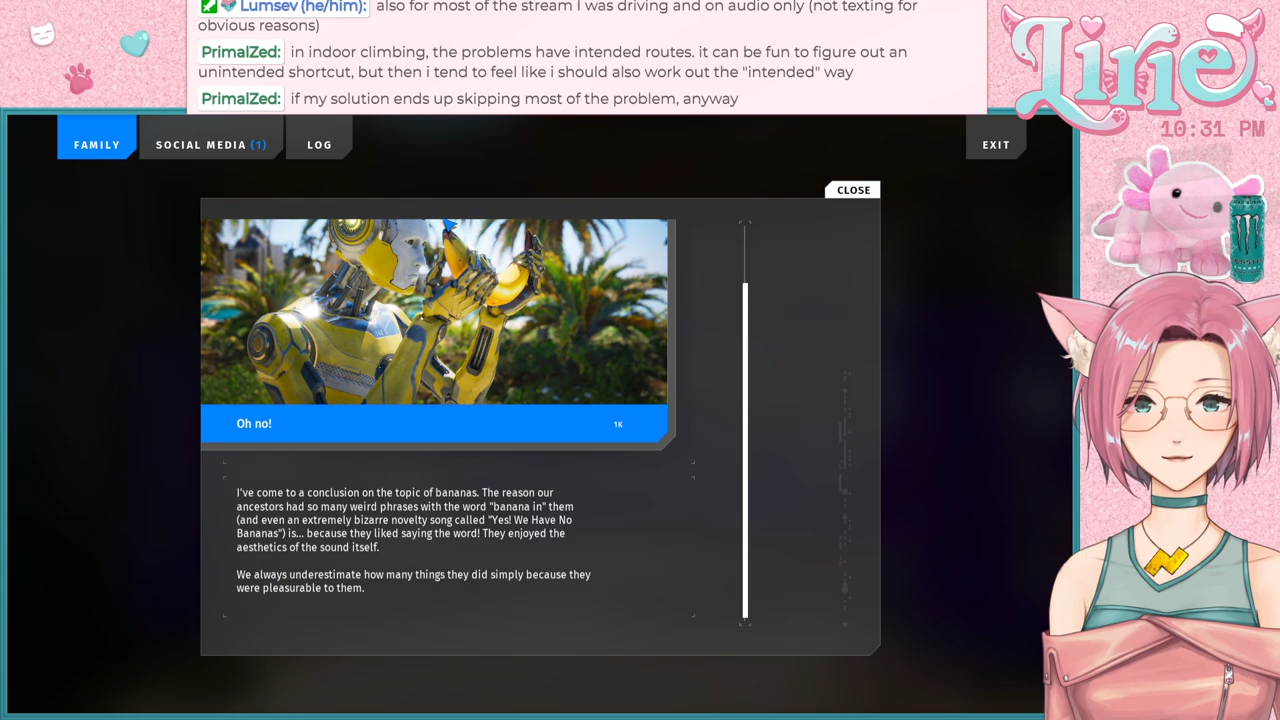 Lumsev (he/him): also for most of the stream I was driving and on audio only (not texting for
obvious reasons)
PrimalZed: in indoor climbing, the problems have intended routes. it can be fun to figure out an
unintended shortcut, but then i tend to feel like i should also work out the "intended" way
PrimalZed: if my solution ends up skipping most of the problem, anyway
Lirie
10:31 PM
FAMILY
SOCIAL MEDIA (1)
LOG
EXIT
CLOSE
Oh no!
1K
I've come to a conclusion on the topic of bananas. The reason our
ancestors had so many weird phrases with the word "banana in" them
(and even an extremely bizarre novelty song called "Yes! We Have No
Bananas") is... because they liked saying the word! They enjoyed the
aesthetics of the sound itself.
We always underestimate how many things they did simply because they
were pleasurable to them.